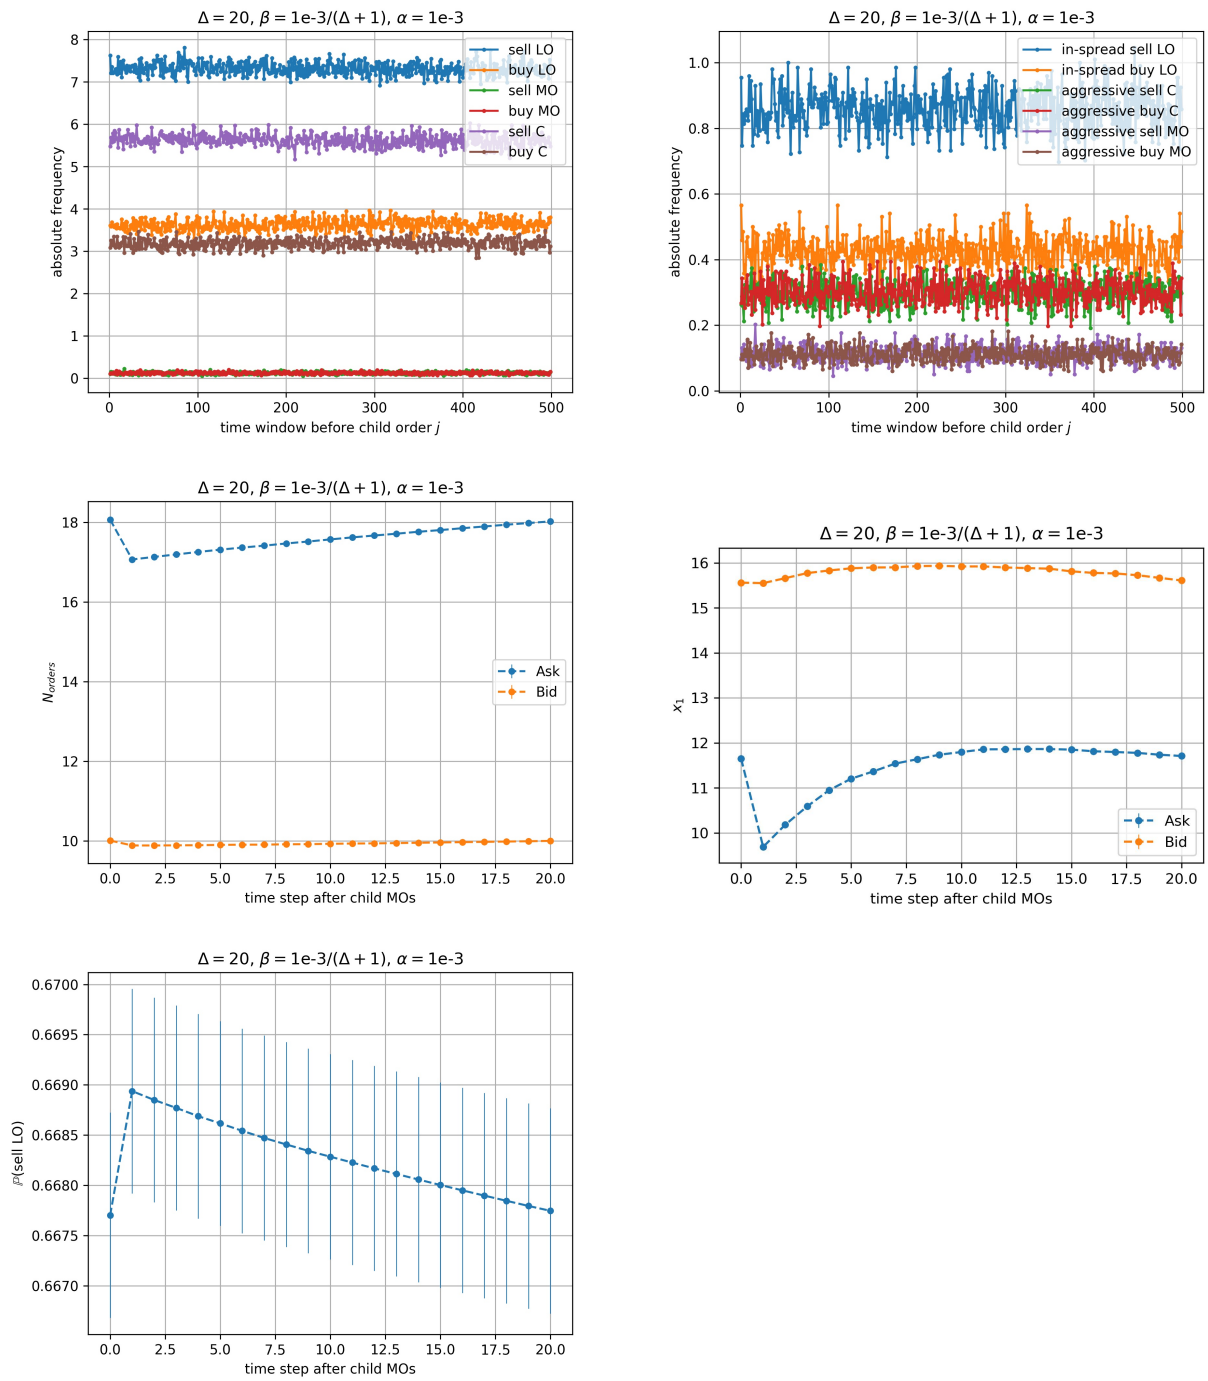 Δ = 20, β = 1e-3/(Δ + 1), α = 1e-3
8
7
6
5
4
3
2
1
0
absolute frequency
sell LO
buy LO
sell MO
buy MO
sell C
buy C
0 100 200 300 400 500
time window before child order j
Δ = 20, β = 1e-3/(Δ + 1), α = 1e-3
1.0
0.8
0.6
0.4
0.2
0.0
absolute frequency
in-spread sell LO
in-spread buy LO
aggressive sell C
aggressive buy C
aggressive sell MO
aggressive buy MO
0 100 200 300 400 500
time window before child order j
Δ = 20, β = 1e-3/(Δ + 1), α = 1e-3
18
16
14
12
10
N_orders
Ask
Bid
0.0 2.5 5.0 7.5 10.0 12.5 15.0 17.5 20.0
time step after child MOs
Δ = 20, β = 1e-3/(Δ + 1), α = 1e-3
16
15
14
13
12
11
10
x₁
Ask
Bid
0.0 2.5 5.0 7.5 10.0 12.5 15.0 17.5 20.0
time step after child MOs
Δ = 20, β = 1e-3/(Δ + 1), α = 1e-3
0.6700
0.6695
0.6690
0.6685
0.6680
0.6675
0.6670
ℙ(sell LO)
0.0 2.5 5.0 7.5 10.0 12.5 15.0 17.5 20.0
time step after child MOs